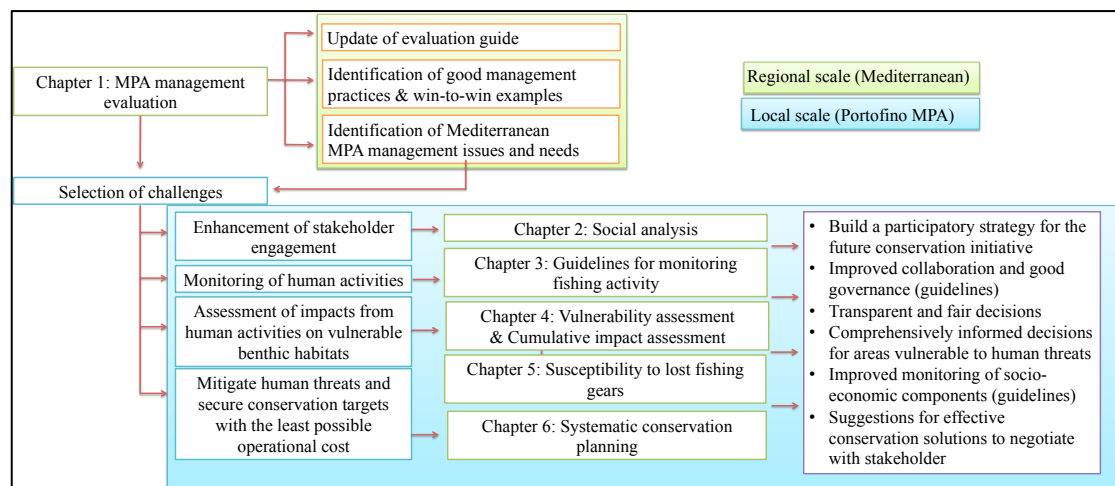 Update of evaluation guide
Chapter 1: MPA management
evaluation
Identification of good management
practices & win-to-win examples
Identification of Mediterranean
MPA management issues and needs
Regional scale (Mediterranean)
Local scale (Portofino MPA)
Selection of challenges
Enhancement of stakeholder
engagement
Monitoring of human activities
Assessment of impacts from
human activities on vulnerable
benthic habitats
Mitigate human threats and
secure conservation targets
with the least possible
operational cost
Chapter 2: Social analysis
Chapter 3: Guidelines for monitoring
fishing activity
Chapter 4: Vulnerability assessment
& Cumulative impact assessment
Chapter 5: Susceptibility to lost fishing
gears
Chapter 6: Systematic conservation
planning
• Build a participatory strategy for the
future conservation initiative
• Improved collaboration and good
governance (guidelines)
• Transparent and fair decisions
• Comprehensively informed decisions
for areas vulnerable to human threats
• Improved monitoring of socio-
economic components (guidelines)
• Suggestions for effective
conservation solutions to negotiate
with stakeholder